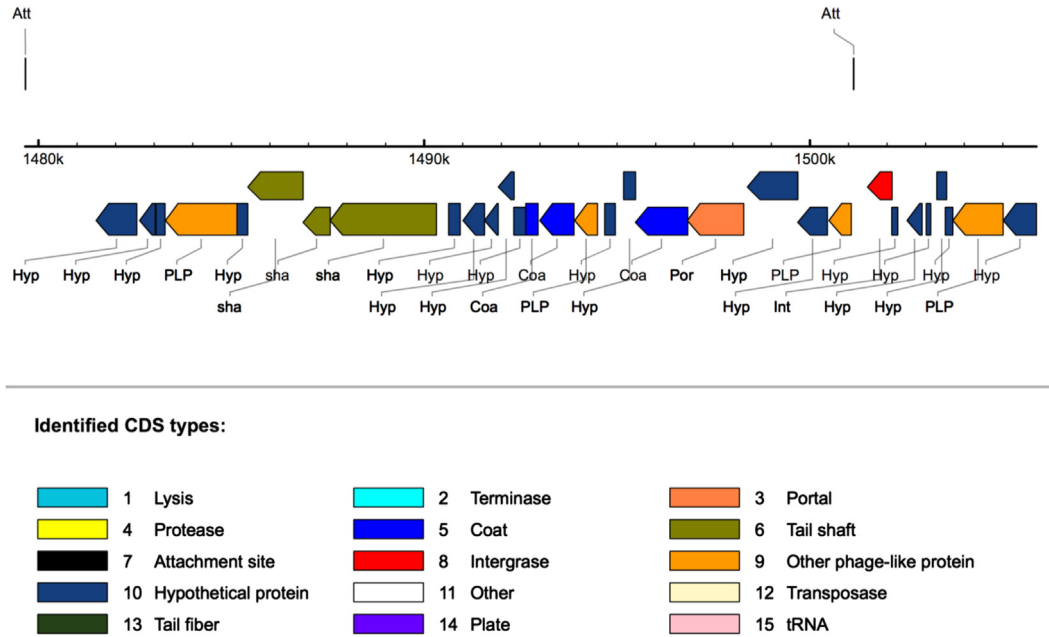 Att Att
1480k 1490k 1500k
Hyp Hyp Hyp PLP Hyp sha sha Hyp Hyp Hyp Coa Hyp Coa Por Hyp PLP Hyp Hyp Hyp Hyp
sha Hyp Hyp Coa PLP Hyp Hyp Int Hyp Hyp PLP
Identified CDS types:
1 Lysis 2 Terminase 3 Portal
4 Protease 5 Coat 6 Tail shaft
7 Attachment site 8 Intergrase 9 Other phage-like protein
10 Hypothetical protein 11 Other 12 Transposase
13 Tail fiber 14 Plate 15 tRNA